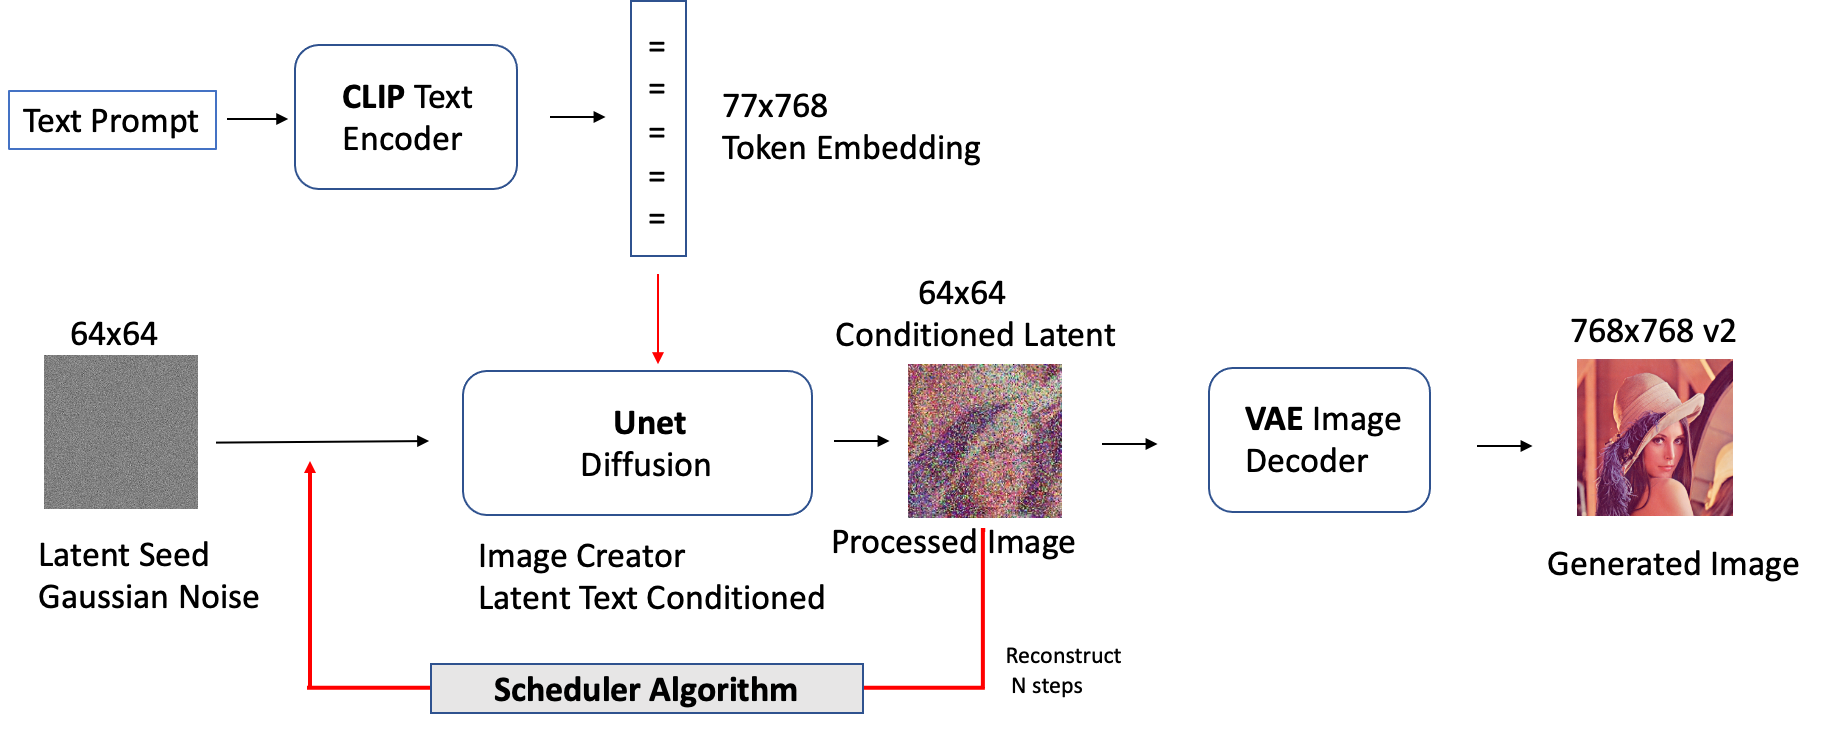 Text Prompt
CLIP Text
Encoder
=
=
=
=
=
77x768
Token Embedding
64x64
Latent Seed
Gaussian Noise
Unet
Diffusion
Image Creator
Latent Text Conditioned
64x64
Conditioned Latent
Processed Image
VAE Image
Decoder
768x768 v2
Generated Image
Scheduler Algorithm
Reconstruct
N steps